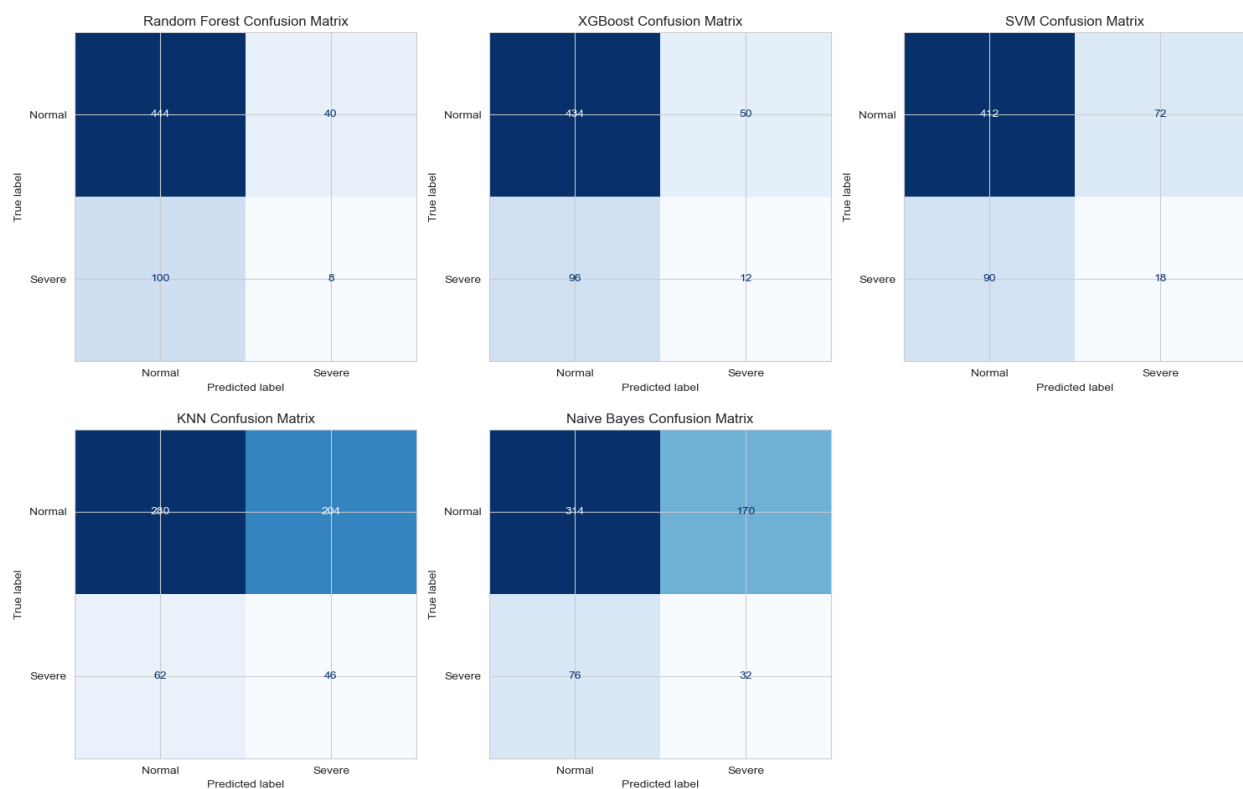 Random Forest Confusion Matrix
Normal
444
40
Severe
100
8
True label
Normal
Severe
Predicted label
XGBoost Confusion Matrix
434
50
96
12
True label
Normal
Severe
Predicted label
SVM Confusion Matrix
Normal
412
72
Severe
90
18
True label
Normal
Severe
Predicted label
KNN Confusion Matrix
Normal
280
204
Severe
62
46
True label
Normal
Severe
Predicted label
Naive Bayes Confusion Matrix
Normal
314
170
Severe
76
32
True label
Normal
Severe
Predicted label